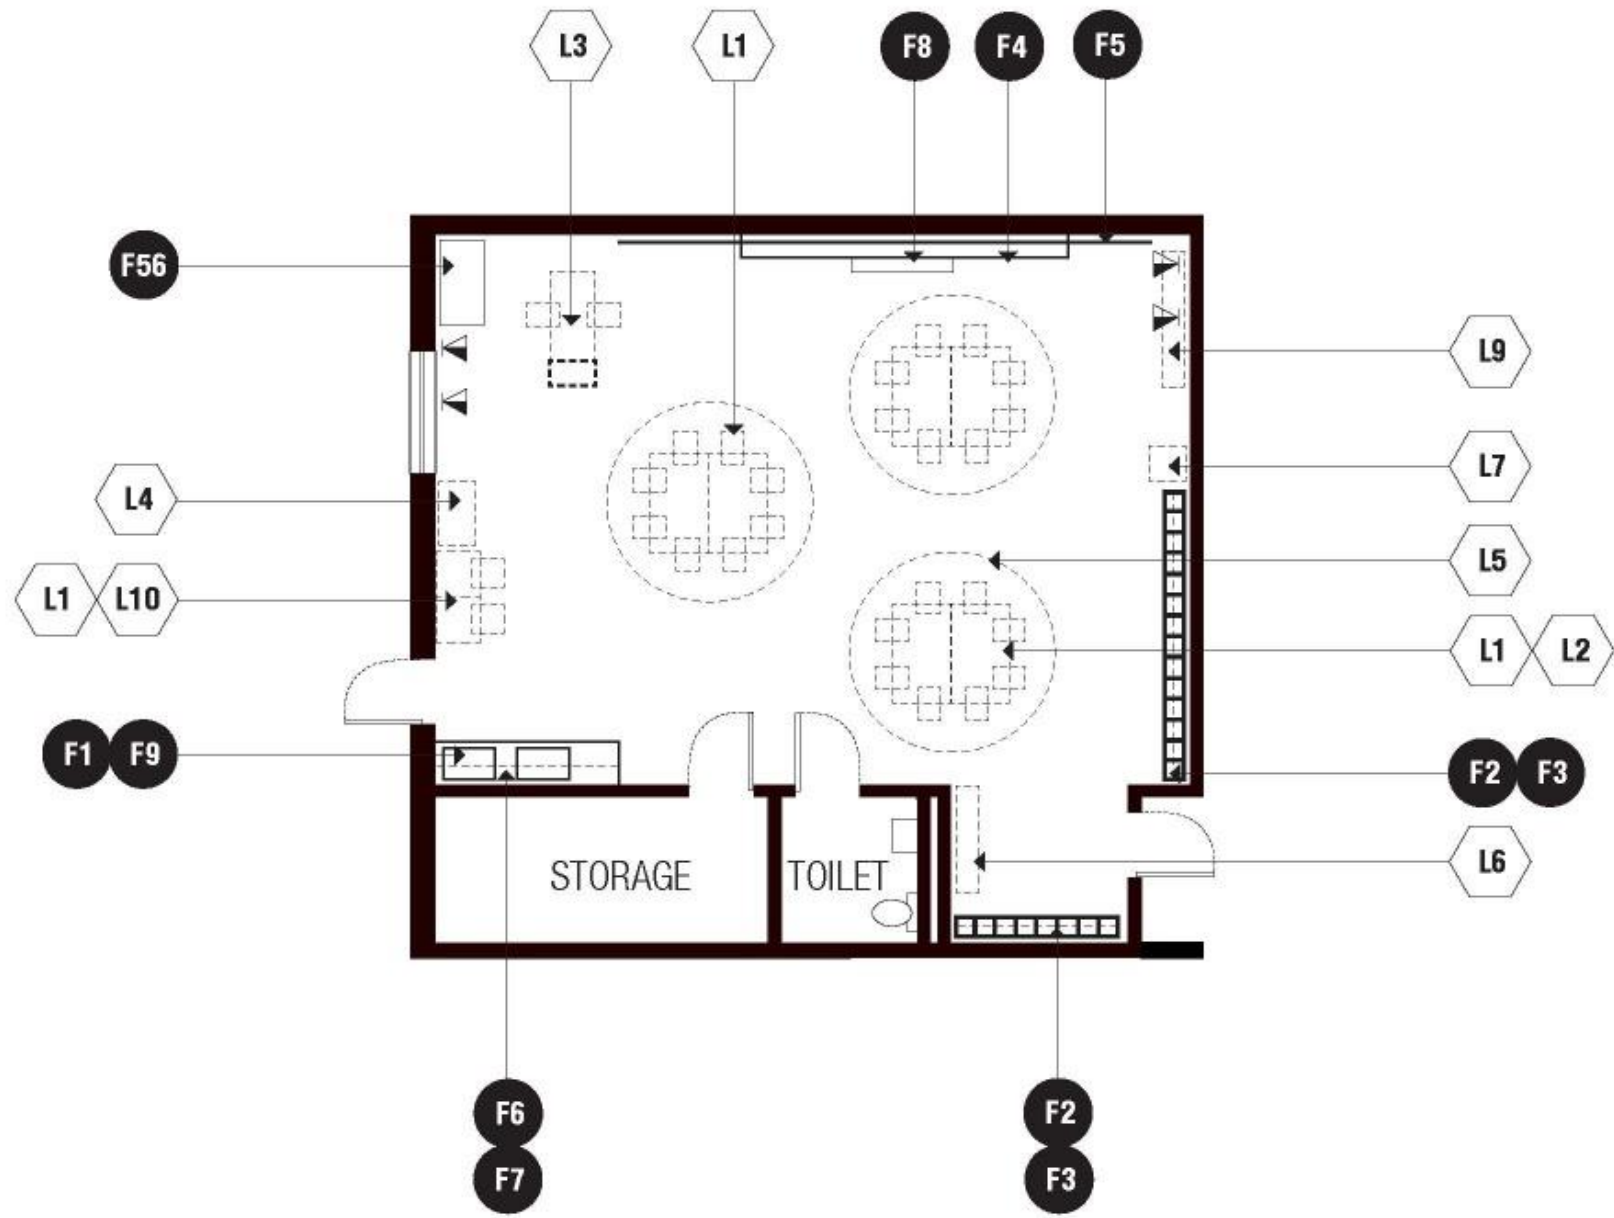 L3 L1 F8 F4 F5
F56
L9
L7
L4
L5
L1 L10
L1 L2
F1 F9
F2 F3
L6
STORAGE TOILET
F6 F2
F7 F3